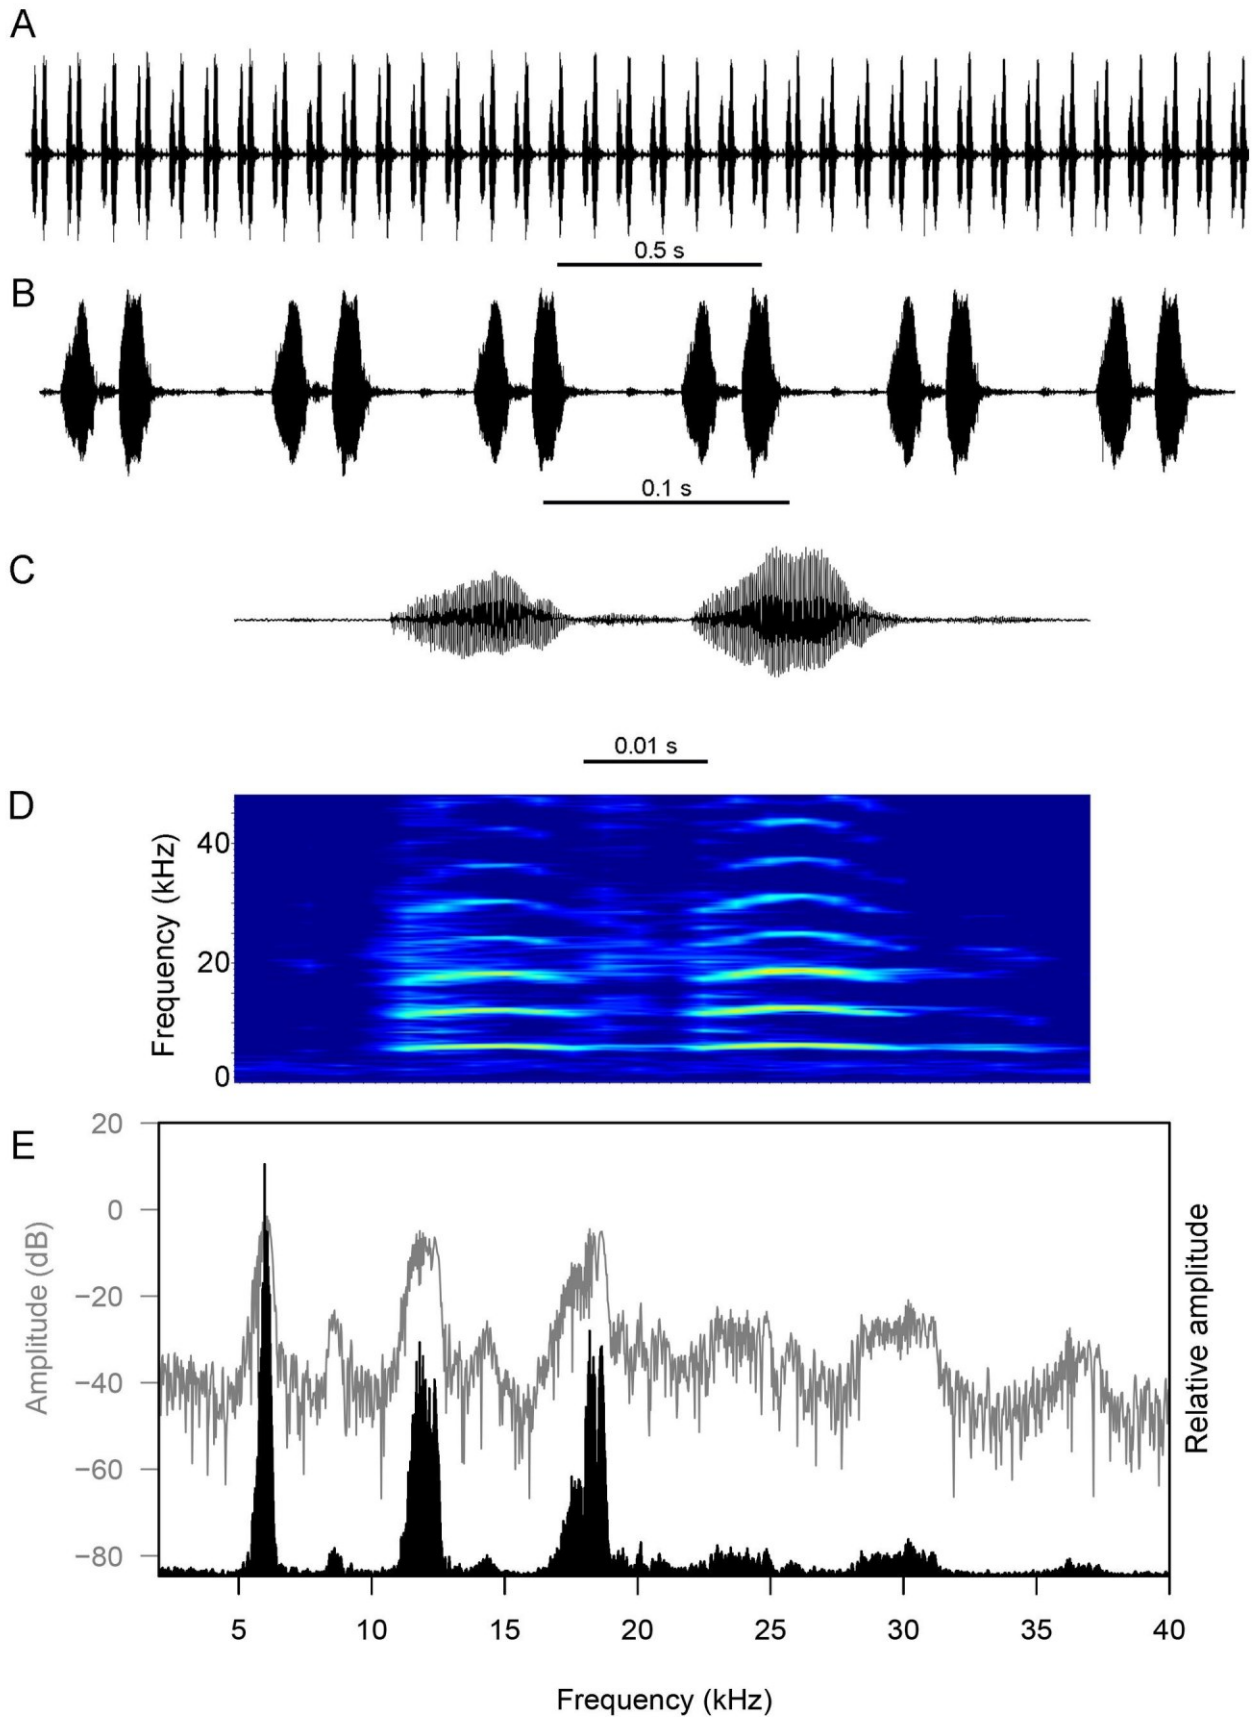 A
0.5 s
B
0.1 s
C
0.01 s
D
Frequency (kHz)
40
20
0
E
Amplitude (dB)
20
0
−20
−40
−60
−80
Relative amplitude
5 10 15 20 25 30 35 40
Frequency (kHz)